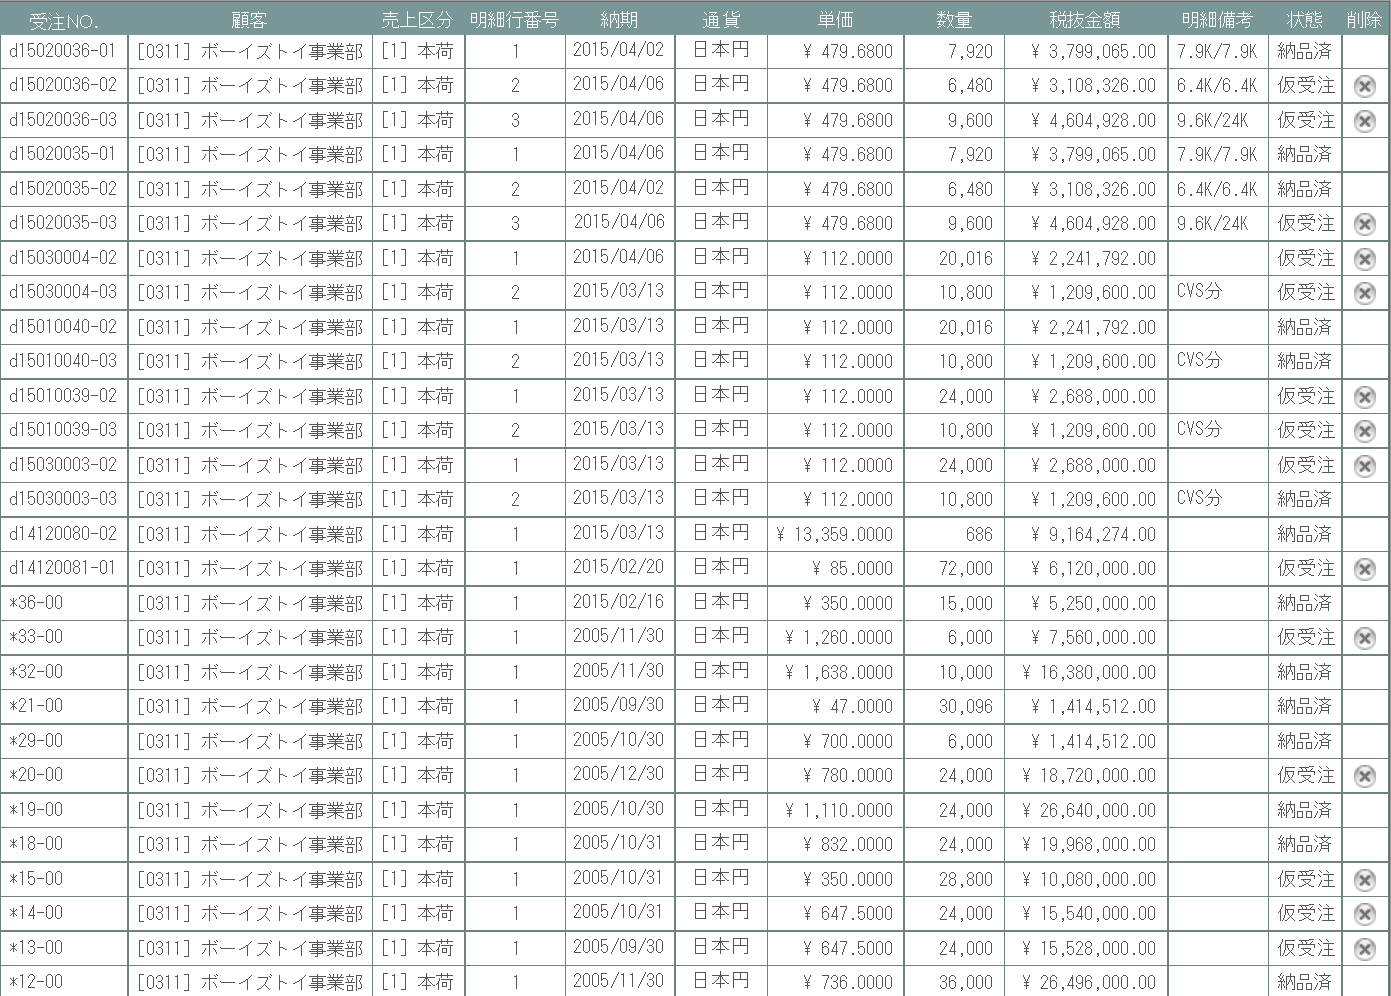 受注NO. 顧客 売上区分 明細行番号 納期 通貨 単価 数量 税抜金額 明細備考 状態 削除
d15020036-01 [0311] ボーイズトイ事業部 [1] 本荷 1 2015/04/02 日本円 ¥ 479.6800 7,920 ¥ 3,799,065.00 7.9K/7.9K 納品済
d15020036-02 [0311] ボーイズトイ事業部 [1] 本荷 2 2015/04/06 日本円 ¥ 479.6800 6,480 ¥ 3,108,326.00 6.4K/6.4K 仮受注
d15020036-03 [0311] ボーイズトイ事業部 [1] 本荷 3 2015/04/06 日本円 ¥ 479.6800 9,600 ¥ 4,604,928.00 9.6K/24K 仮受注
d15020035-01 [0311] ボーイズトイ事業部 [1] 本荷 1 2015/04/06 日本円 ¥ 479.6800 7,920 ¥ 3,799,065.00 7.9K/7.9K 納品済
d15020035-02 [0311] ボーイズトイ事業部 [1] 本荷 2 2015/04/02 日本円 ¥ 479.6800 6,480 ¥ 3,108,326.00 6.4K/6.4K 納品済
d15020035-03 [0311] ボーイズトイ事業部 [1] 本荷 3 2015/04/06 日本円 ¥ 479.6800 9,600 ¥ 4,604,928.00 9.6K/24K 仮受注
d15030004-02 [0311] ボーイズトイ事業部 [1] 本荷 1 2015/04/06 日本円 ¥ 112.0000 20,016 ¥ 2,241,792.00 仮受注
d15030004-03 [0311] ボーイズトイ事業部 [1] 本荷 2 2015/03/13 日本円 ¥ 112.0000 10,800 ¥ 1,209,600.00 CVS分 仮受注
d15010040-02 [0311] ボーイズトイ事業部 [1] 本荷 1 2015/03/13 日本円 ¥ 112.0000 20,016 ¥ 2,241,792.00 納品済
d15010040-03 [0311] ボーイズトイ事業部 [1] 本荷 2 2015/03/13 日本円 ¥ 112.0000 10,800 ¥ 1,209,600.00 CVS分 納品済
d15010039-02 [0311] ボーイズトイ事業部 [1] 本荷 1 2015/03/13 日本円 ¥ 112.0000 24,000 ¥ 2,688,000.00 仮受注
d15010039-03 [0311] ボーイズトイ事業部 [1] 本荷 2 2015/03/13 日本円 ¥ 112.0000 10,800 ¥ 1,209,600.00 CVS分 仮受注
d15030003-02 [0311] ボーイズトイ事業部 [1] 本荷 1 2015/03/13 日本円 ¥ 112.0000 24,000 ¥ 2,688,000.00 仮受注
d15030003-03 [0311] ボーイズトイ事業部 [1] 本荷 2 2015/03/13 日本円 ¥ 112.0000 10,800 ¥ 1,209,600.00 CVS分 納品済
d14120080-02 [0311] ボーイズトイ事業部 [1] 本荷 1 2015/03/13 日本円 ¥ 13,359.0000 686 ¥ 9,164,274.00 納品済
d14120081-01 [0311] ボーイズトイ事業部 [1] 本荷 1 2015/02/20 日本円 ¥ 85.0000 72,000 ¥ 6,120,000.00 仮受注
*36-00 [0311] ボーイズトイ事業部 [1] 本荷 1 2015/02/16 日本円 ¥ 350.0000 15,000 ¥ 5,250,000.00 納品済
*33-00 [0311] ボーイズトイ事業部 [1] 本荷 1 2005/11/30 日本円 ¥ 1,260.0000 6,000 ¥ 7,560,000.00 仮受注
*32-00 [0311] ボーイズトイ事業部 [1] 本荷 1 2005/11/30 日本円 ¥ 1,638.0000 10,000 ¥ 16,380,000.00 納品済
*21-00 [0311] ボーイズトイ事業部 [1] 本荷 1 2005/09/30 日本円 ¥ 47.0000 30,096 ¥ 1,414,512.00 納品済
*29-00 [0311] ボーイズトイ事業部 [1] 本荷 1 2005/10/30 日本円 ¥ 700.0000 6,000 ¥ 1,414,512.00 納品済
*20-00 [0311] ボーイズトイ事業部 [1] 本荷 1 2005/12/30 日本円 ¥ 780.0000 24,000 ¥ 18,720,000.00 仮受注
*19-00 [0311] ボーイズトイ事業部 [1] 本荷 1 2005/10/30 日本円 ¥ 1,110.0000 24,000 ¥ 26,640,000.00 納品済
*18-00 [0311] ボーイズトイ事業部 [1] 本荷 1 2005/10/31 日本円 ¥ 832.0000 24,000 ¥ 19,968,000.00 納品済
*15-00 [0311] ボーイズトイ事業部 [1] 本荷 1 2005/10/31 日本円 ¥ 350.0000 28,800 ¥ 10,080,000.00 仮受注
*14-00 [0311] ボーイズトイ事業部 [1] 本荷 1 2005/10/31 日本円 ¥ 647.5000 24,000 ¥ 15,540,000.00 仮受注
*13-00 [0311] ボーイズトイ事業部 [1] 本荷 1 2005/09/30 日本円 ¥ 647.5000 24,000 ¥ 15,528,000.00 仮受注
*12-00 [0311] ボーイズトイ事業部 [1] 本荷 1 2005/11/30 日本円 ¥ 736.0000 36,000 ¥ 26,496,000.00 納品済